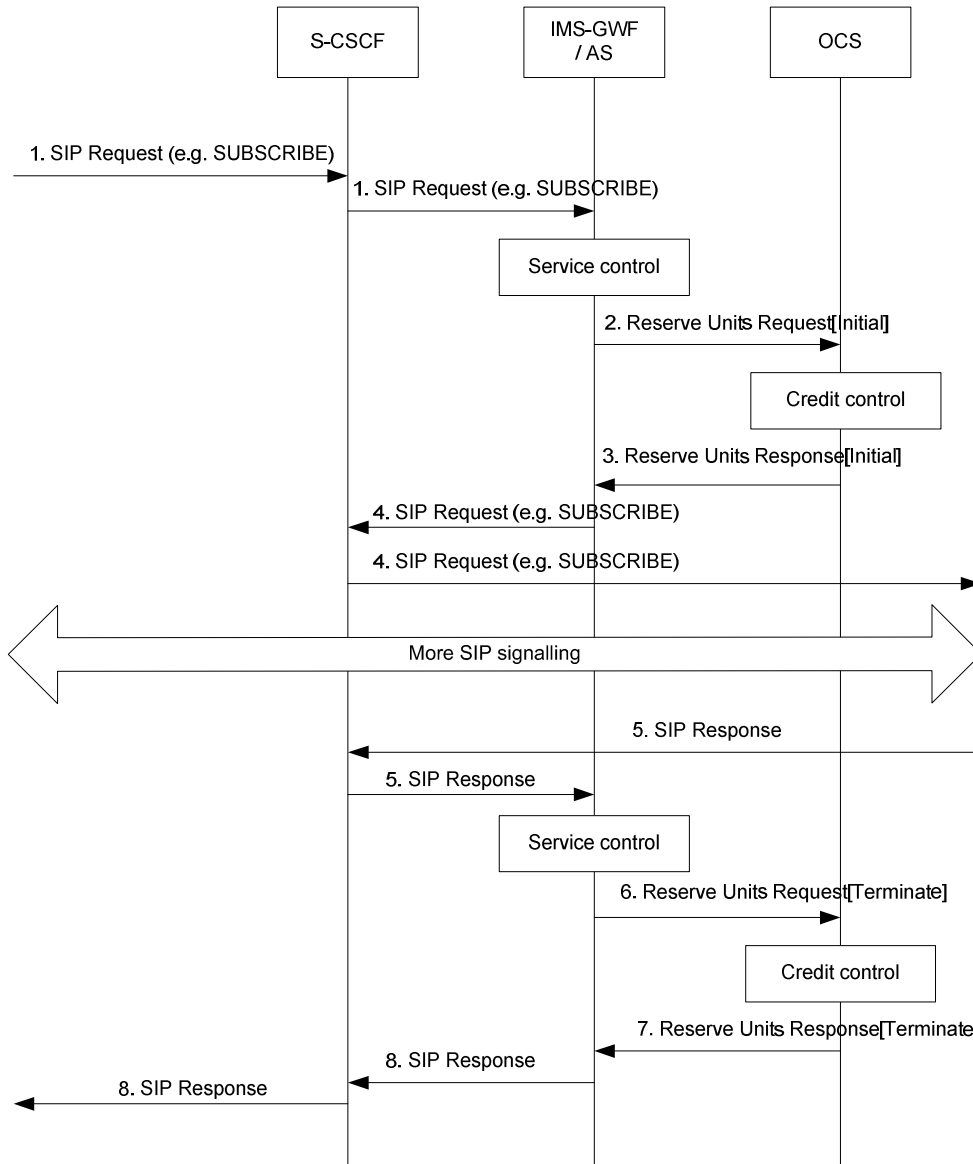 S-CSCF
IMS-GWF
/ AS
OCS
1. SIP Request (e.g. SUBSCRIBE)
1. SIP Request (e.g. SUBSCRIBE)
Service control
2. Reserve Units Request[Initial]
Credit control
3. Reserve Units Response[Initial]
4. SIP Request (e.g. SUBSCRIBE)
4. SIP Request (e.g. SUBSCRIBE)
More SIP signalling
5. SIP Response
5. SIP Response
Service control
6. Reserve Units Request[Terminate]
Credit control
7. Reserve Units Response[Terminate
8. SIP Response
8. SIP Response